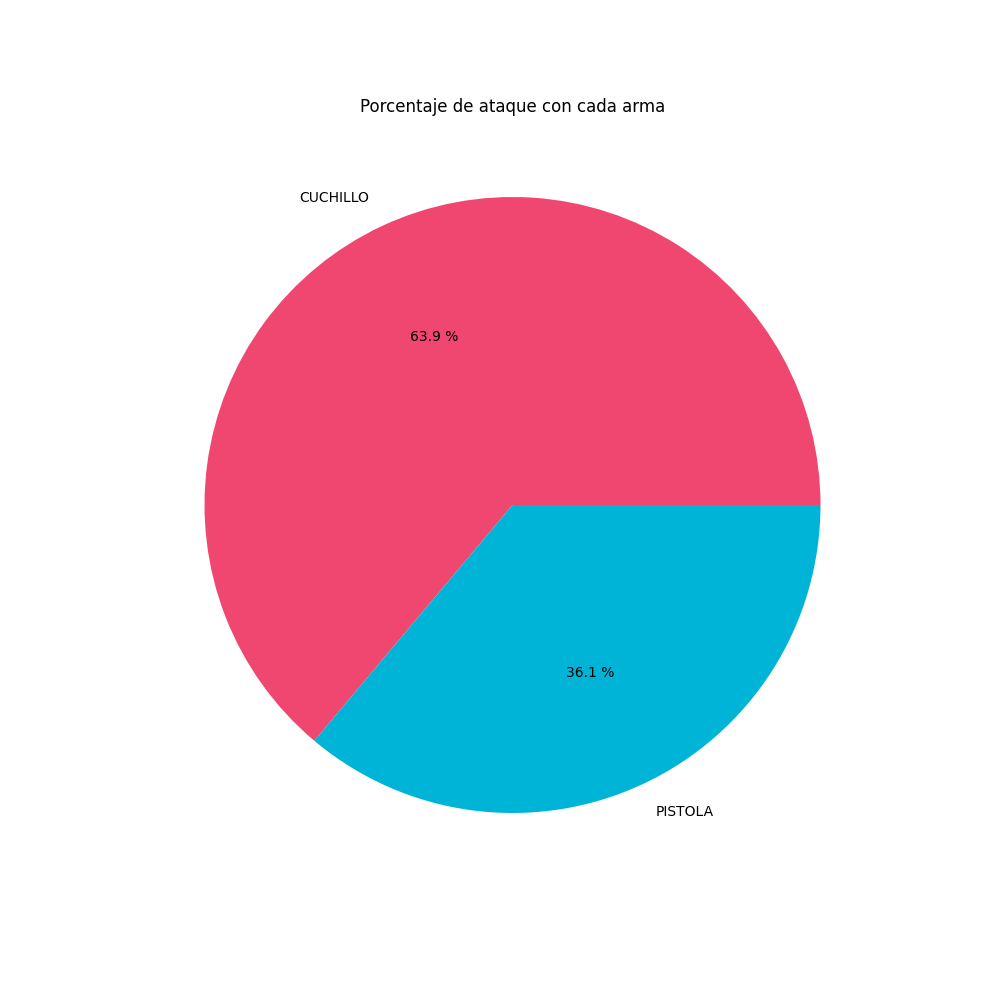 Porcentaje de ataque con cada arma
CUCHILLO
63.9 %
36.1 %
PISTOLA